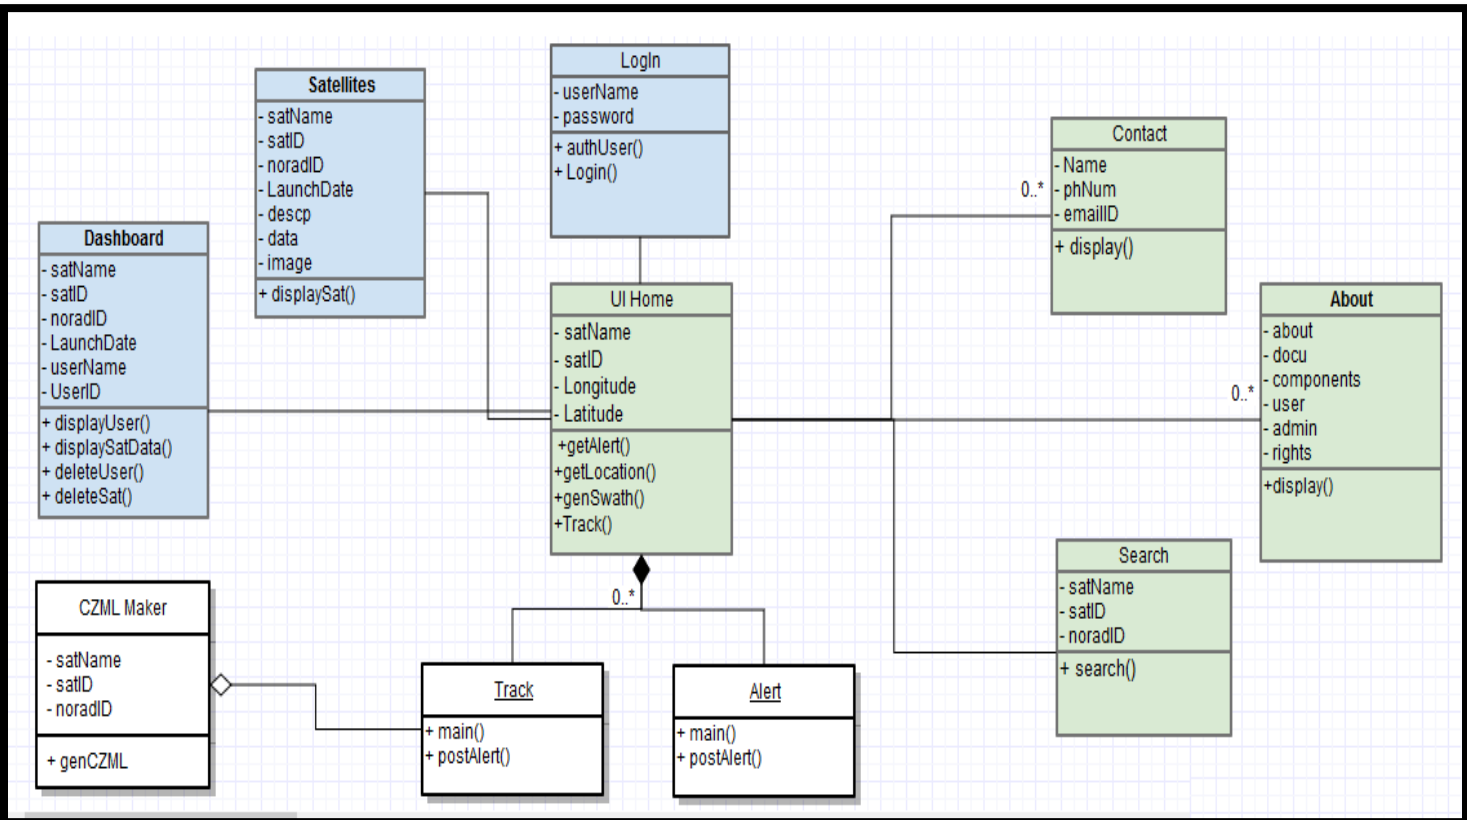 LogIn
- userName
- password
+ authUser()
+ Login()
Satellites
- satName
- satID
- noradID
- LaunchDate
- descp
- data
- image
+ displaySat()
Contact
- Name
- phNum
- emailID
+ display()
0..*
Dashboard
- satName
- satID
- noradID
- LaunchDate
- userName
- UserID
+ displayUser()
+ displaySatData()
+ deleteUser()
+ deleteSat()
UI Home
- satName
- satID
- Longitude
- Latitude
+getAlert()
+getLocation()
+genSwath()
+Track()
0..*
About
- about
- docu
- components
- user
- admin
- rights
+display()
0..*
Search
- satName
- satID
- noradID
+ search()
CZML Maker
- satName
- satID
- noradID
+ genCZML
Track
+ main()
+ postAlert()
Alert
+ main()
+ postAlert()